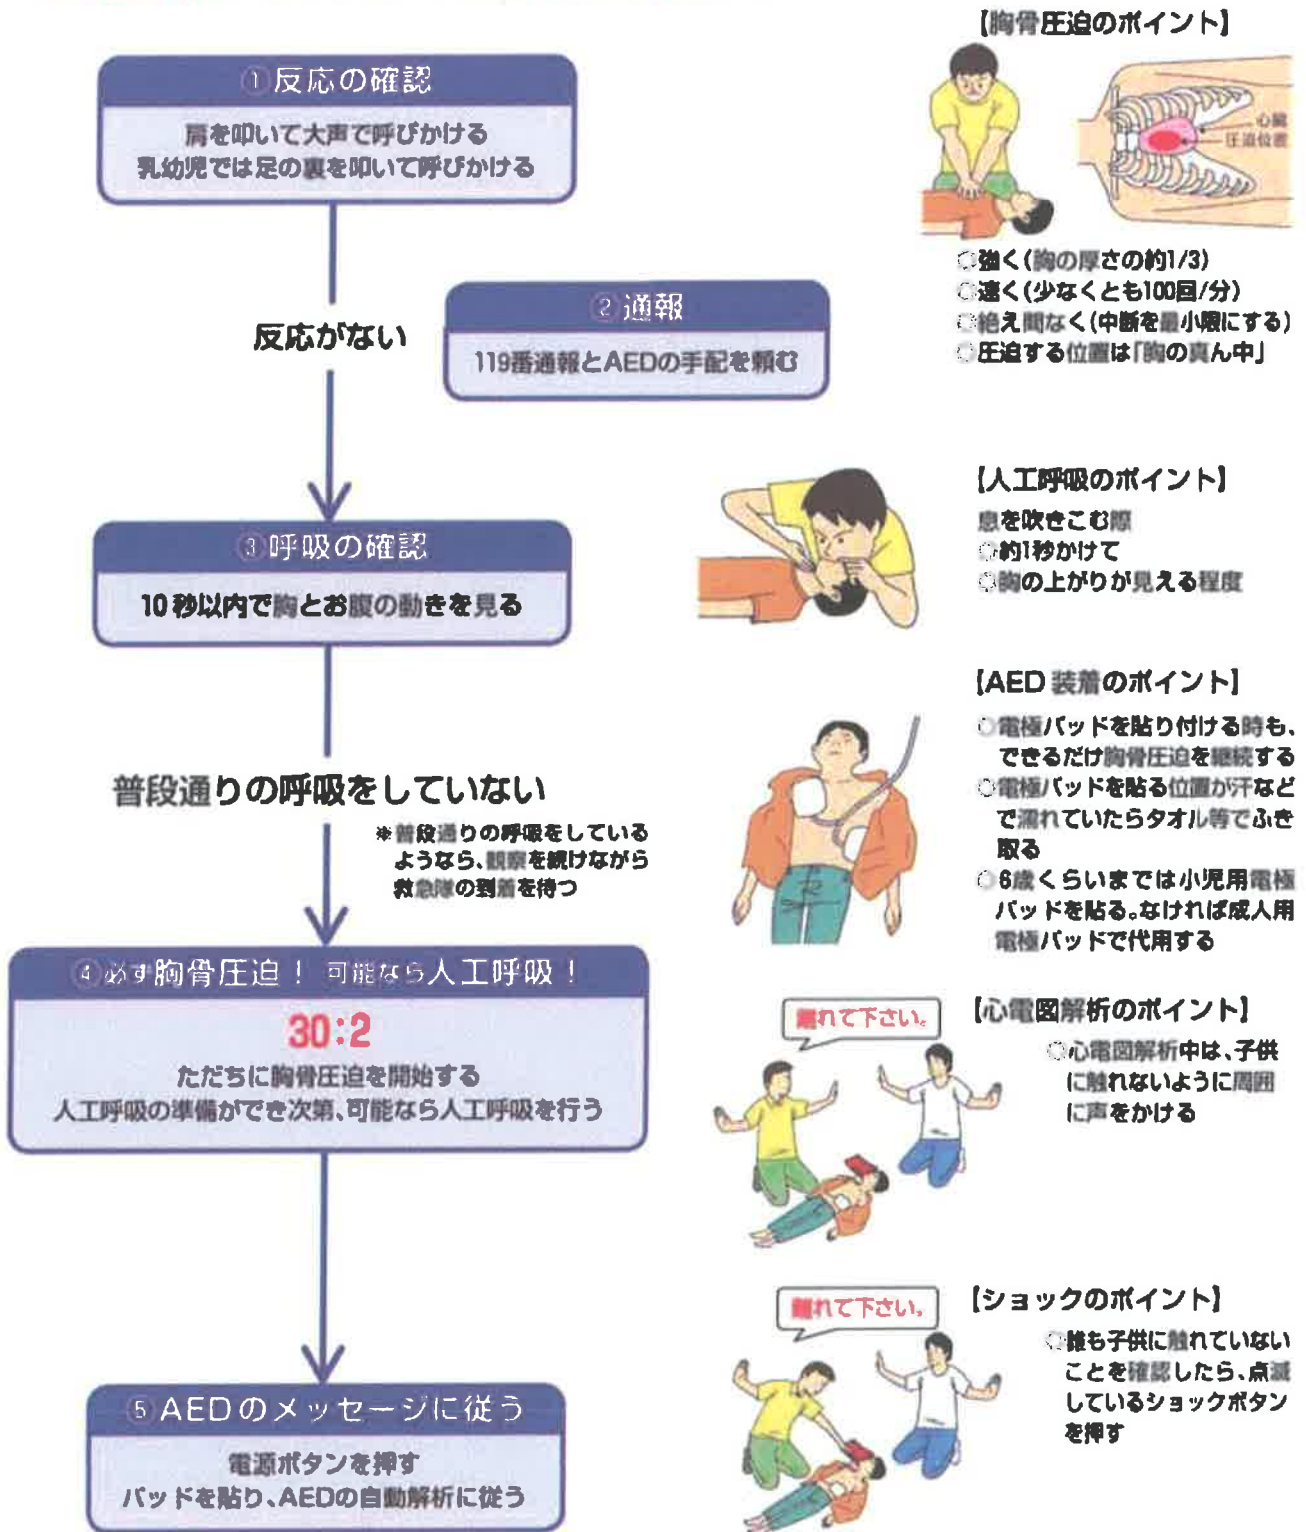 ①反応の確認
肩を叩いて大声で呼びかける
乳幼児では足の裏を叩いて呼びかける
反応がない
②通報
119番通報とAEDの手配を頼む
③呼吸の確認
10秒以内で胸とお腹の動きを見る
普段通りの呼吸をしていない
※普段通りの呼吸をしている
ようなら、観察を続けながら
救急隊の到着を待つ
④必ず胸骨圧迫！ 可能なら人工呼吸！
30:2
ただちに胸骨圧迫を開始する
人工呼吸の準備ができ次第、可能なら人工呼吸を行う
⑤AEDのメッセージに従う
電源ボタンを押す
パッドを貼り、AEDの自動解析に従う
【胸骨圧迫のポイント】
心臓
圧迫位置
○強く(胸の厚さの約1/3)
○速く(少なくとも100回/分)
○絶え間なく(中断を最小限にする)
○圧迫する位置は「胸の真ん中」
【人工呼吸のポイント】
息を吹きこむ際
○約1秒かけて
○胸の上がりが見える程度
【AED 装着のポイント】
○電極パッドを貼り付ける時も、
できるだけ胸骨圧迫を継続する
○電極パッドを貼る位置が汗など
で濡れていたらタオル等でふき
取る
○6歳くらいまでは小児用電極
パッドを貼る。なければ成人用
電極パッドで代用する
【心電図解析のポイント】
離れて下さい。
○心電図解析中は、子供
に触れないように周囲
に声をかける
【ショックのポイント】
離れて下さい。
○誰も子供に触れていない
ことを確認したら、点滅
しているショックボタン
を押す